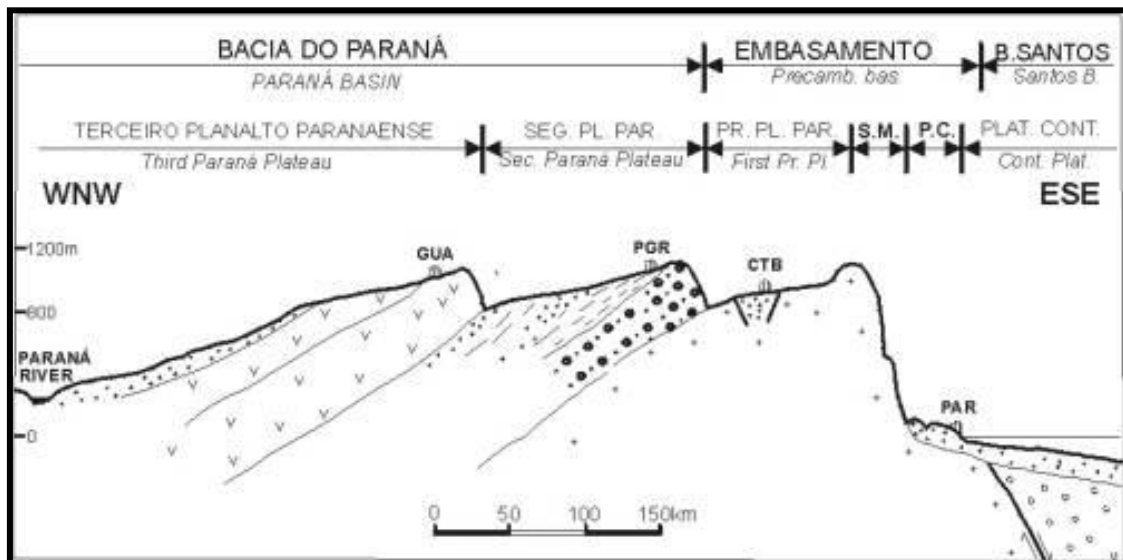 BACIA DO PARANÁ EMBASAMENTO B.SANTOS
PARANÁ BASIN Precamb. bas. Santos B.
TERCEIRO PLANALTO PARANAENSE SEG. PL. PAR. PR. PL. PAR. S.M. P.C. PLAT. CONT.
Third Paraná Plateau Sec. Paraná Plateau First Pr. Pl. Cont. Plat.
WNW ESE
1200m GUA PGR CTB
600
PARANÁ
RIVER
PAR
0
0 50 100 150km